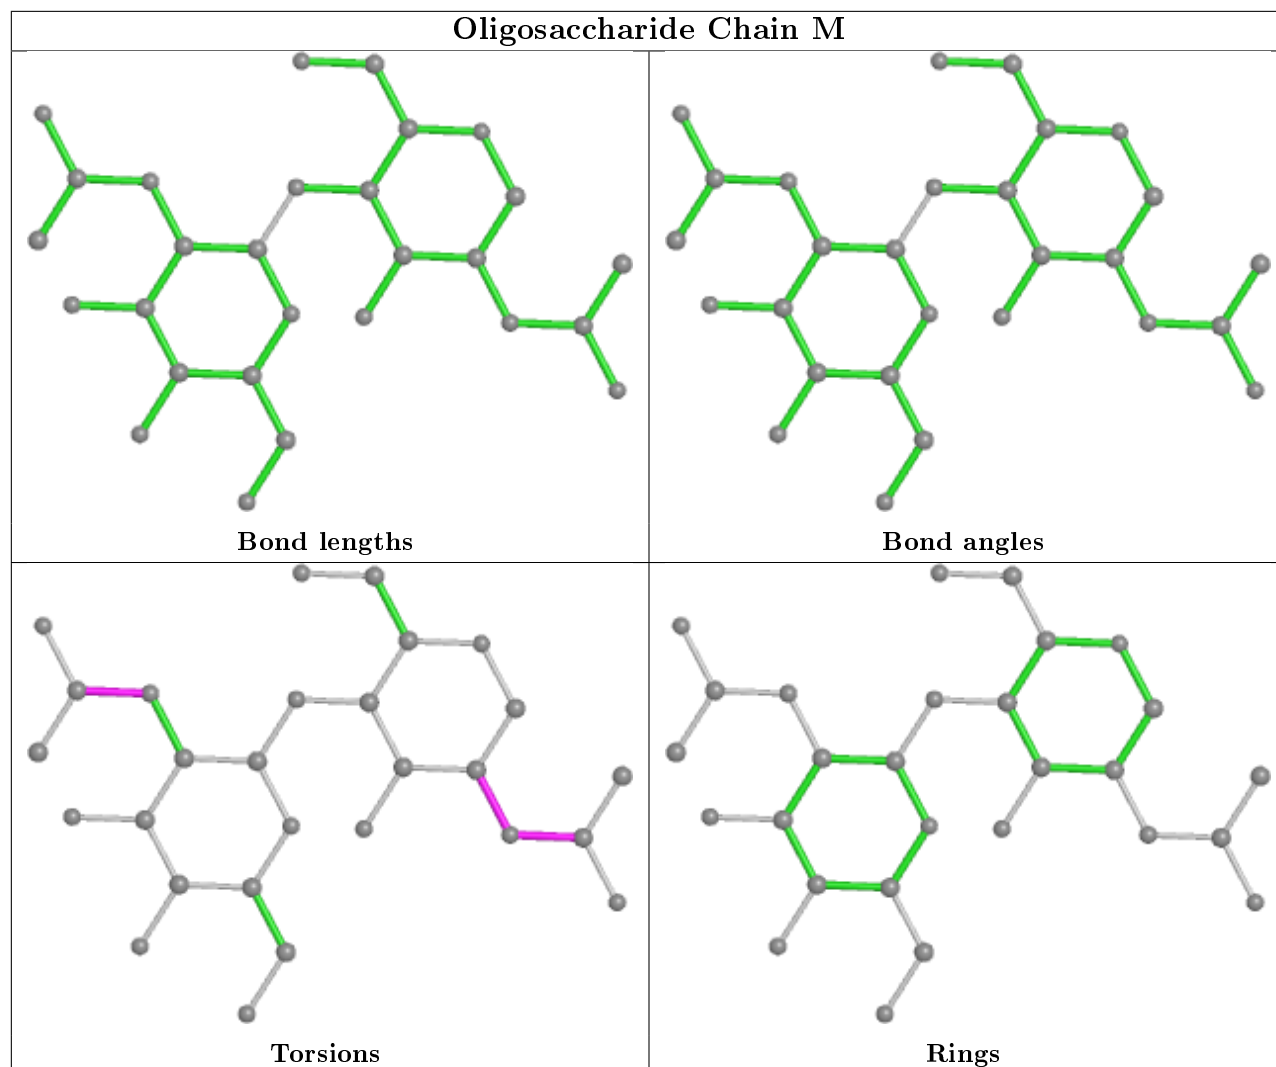 Oligosaccharide Chain M
Bond lengths
Bond angles
Torsions
Rings